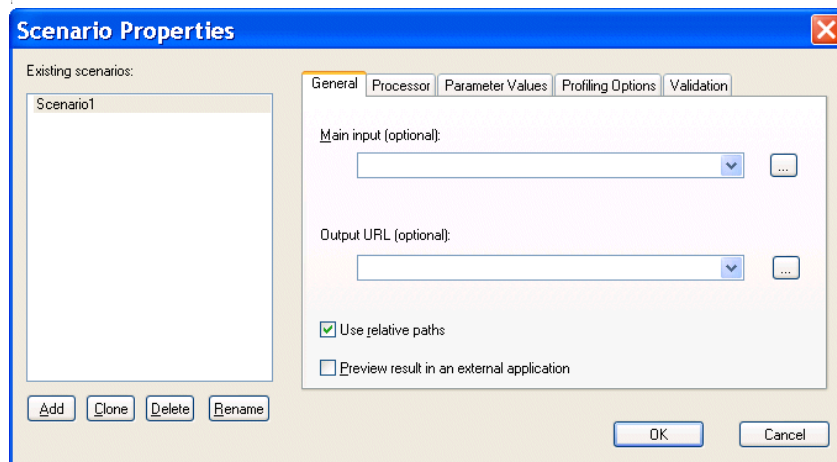 Scenario Properties
Existing scenarios:
Scenario1
Add
Clone
Delete
Rename
General
Processor
Parameter Values
Profiling Options
Validation
Main input (optional):
...
Output URL (optional):
...
Use relative paths
Preview result in an external application
OK
Cancel